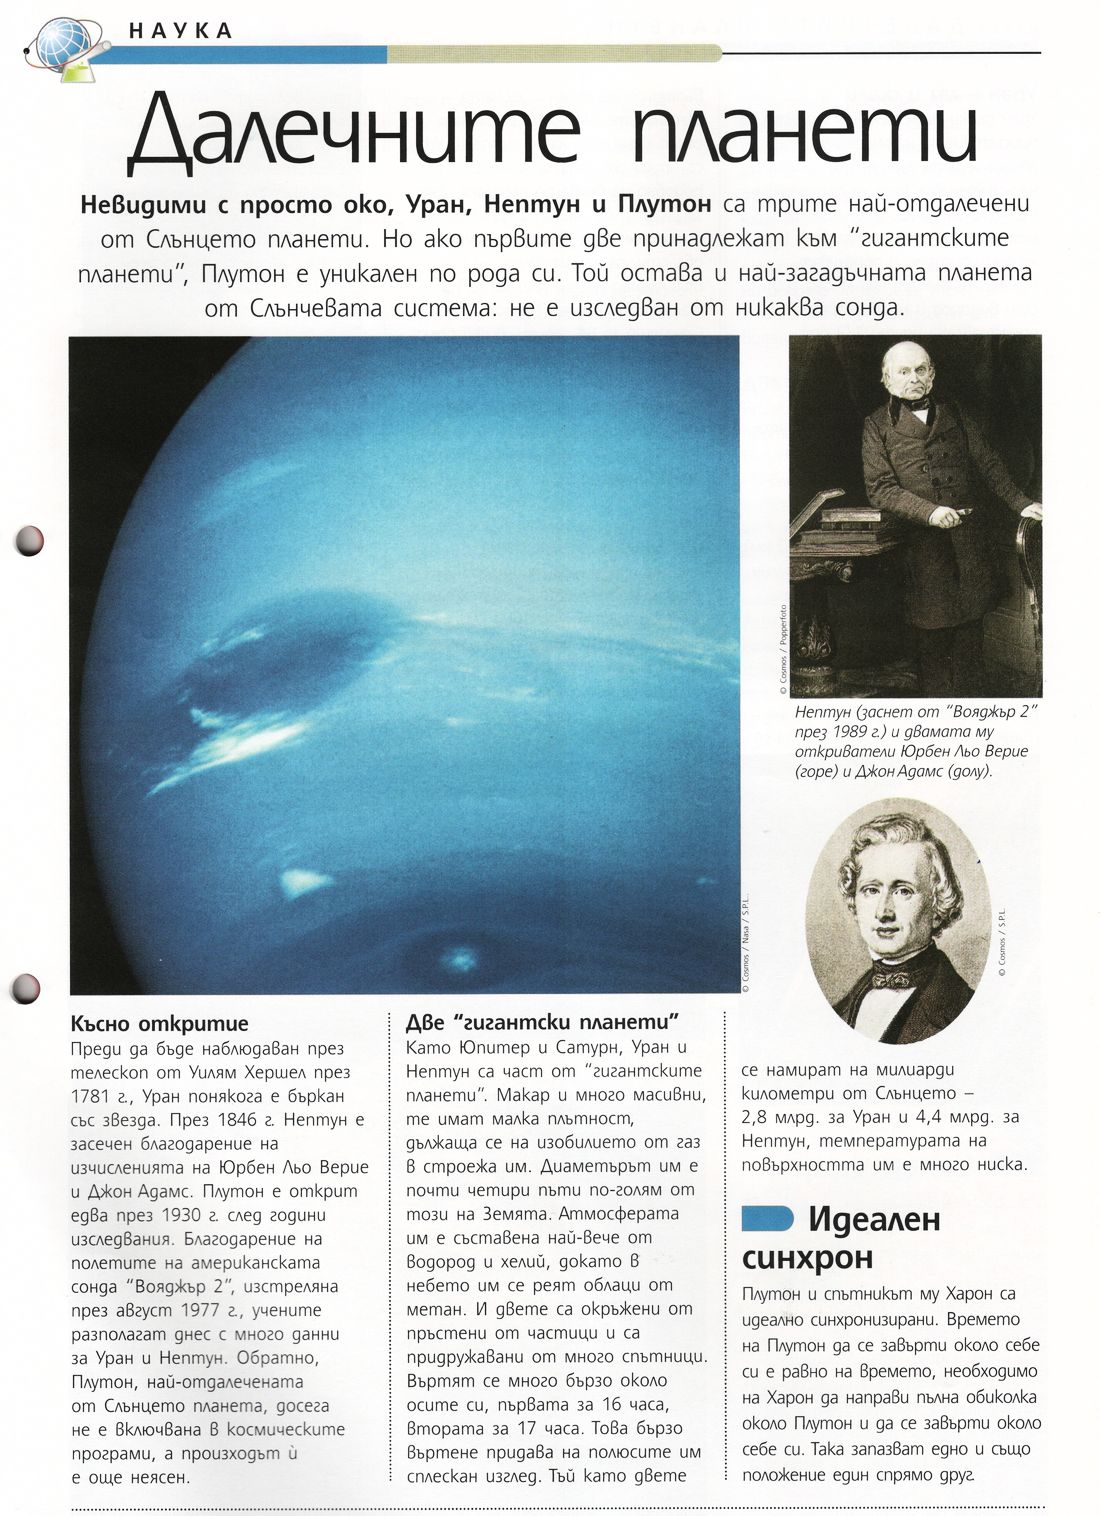 НАУКА
Далечните планети
Невидими с просто око, Уран, Нептун и Плутон са трите най-отдалечени
от Слънцето планети. Но ако първите две принадлежат към “гигантските
планети”, Плутон е уникален по рода си. Той остава и най-загадъчната планета
от Слънчевата система: не е изследван от никаква сонда.
© Cosmos / Popperfoto
Нептун (заснет от “Вояджър 2”
през 1989 г.) и двамата му
откриватели Юрбен Льо Верие
(горе) и Джон Адамс (долу).
© Cosmos / Nasa / S.P.L.
© Cosmos / S.P.L.
Късно откритие
Преди да бъде наблюдаван през
телескоп от Уилям Хершел през
1781 г., Уран понякога е бъркан
със звезда. През 1846 г. Нептун е
засечен благодарение на
изчисленията на Юрбен Льо Верие
и Джон Адамс. Плутон е открит
едва през 1930 г. след години
изследвания. Благодарение на
полетите на американската
сонда “Вояджър 2”, изстреляна
през август 1977 г., учените
разполагат днес с много данни
за Уран и Нептун. Обратно,
Плутон, най-отдалечената
от Слънцето планета, досега
не е включвана в космическите
програми, а произходът ѝ
е още неясен.
Две “гигантски планети”
Като Юпитер и Сатурн, Уран и
Нептун са част от “гигантските
планети”. Макар и много масивни,
те имат малка плътност,
дължаща се на изобилието от газ
в строежа им. Диаметърът им е
почти четири пъти по-голям от
този на Земята. Атмосферата
им е съставена най-вече от
водород и хелий, докато в
небето им се реят облаци от
метан. И двете са окръжени от
пръстени от частици и са
придружавани от много спътници.
Въртят се много бързо около
осите си, първата за 16 часа,
втората за 17 часа. Това бързо
въртене придава на полюсите им
сплескан изглед. Тъй като двете
се намират на милиарди
километри от Слънцето –
2,8 млрд. за Уран и 4,4 млрд. за
Нептун, температурата на
повърхността им е много ниска.
Идеален
синхрон
Плутон и спътникът му Харон са
идеално синхронизирани. Времето
на Плутон да се завърти около себе
си е равно на времето, необходимо
на Харон да направи пълна обиколка
около Плутон и да се завърти около
себе си. Така запазват едно и също
положение един спрямо друг.